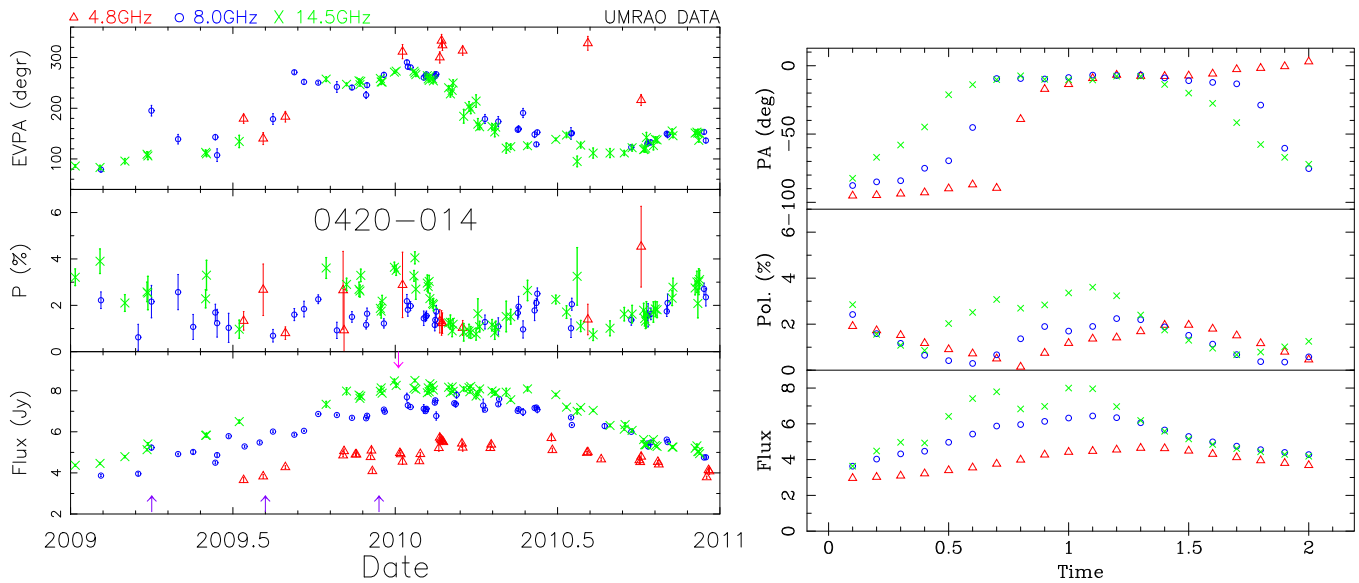 △ 4.8GHz ○ 8.0GHz × 14.5GHz UMRAO DATA
EVPA (degr)
300
200
100
0420−014
P (%)
6
4
2
0
Flux (Jy)
8
6
4
2
2009 2009.5 2010 2010.5 2011
Date
PA (deg)
0
−50
−100
Pol. (%)
6
4
2
0
Flux
8
6
4
2
0
0 0.5 1 1.5 2
Time